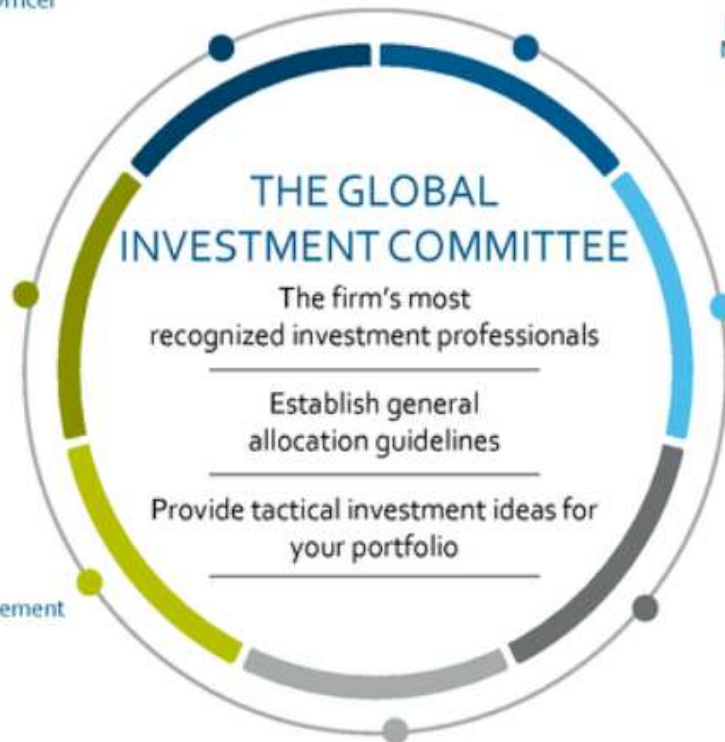 THE GLOBAL
INVESTMENT COMMITTEE
The firm's most
recognized investment professionals
Establish general
allocation guidelines
Provide tactical investment ideas for
your portfolio
ement